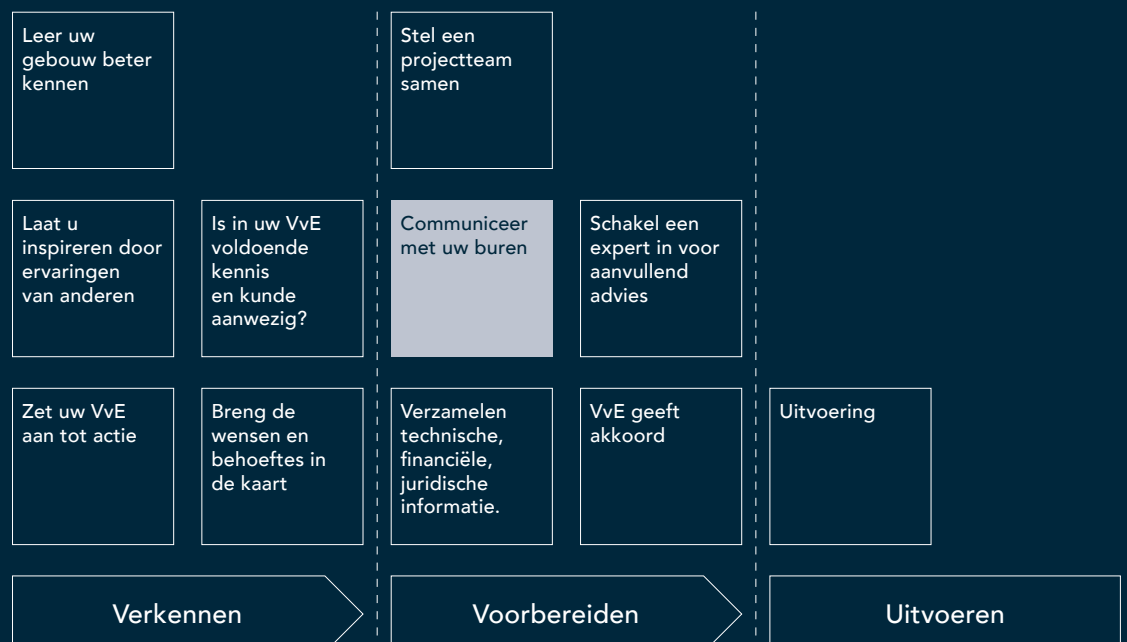 Leer uw
gebouw beter
kennen
Stel een
projectteam
samen
Laat u
inspireren door
ervaringen
van anderen
Is in uw VvE
voldoende
kennis
en kunde
aanwezig?
Communiceer
met uw buren
Schakel een
expert in voor
aanvullend
advies
Zet uw VvE
aan tot actie
Breng de
wensen en
behoeftes in
de kaart
Verzamelen
technische,
financiële,
juridische
informatie.
VvE geeft
akkoord
Uitvoering
Verkennen
Voorbereiden
Uitvoeren